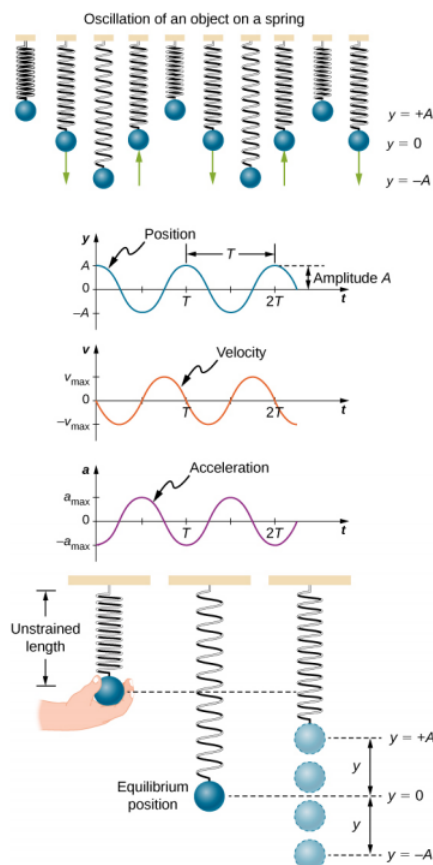 Oscillation of an object on a spring
y = +A
y = 0
y = –A
y
Position
T
A
0
–A
Amplitude A
T
2T
t
v
Velocity
vmax
0
–vmax
T
2T
t
a
Acceleration
amax
0
–amax
T
2T
t
Unstrained
length
y = +A
y
Equilibrium
position
y = 0
y
y = –A